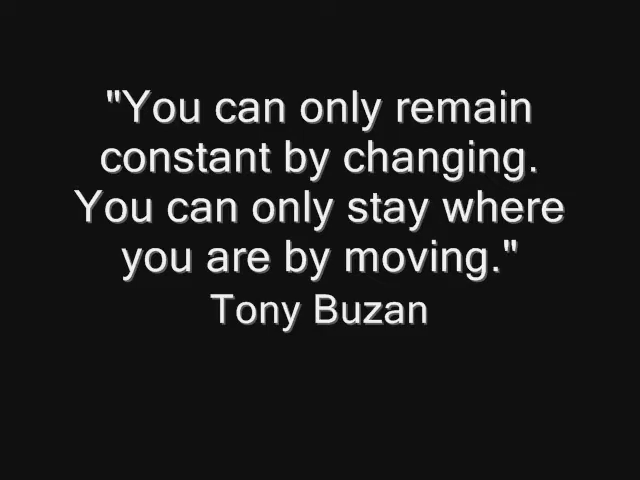 "You can only remain
constant by changing.
You can only stay where
you are by moving."
Tony Buzan